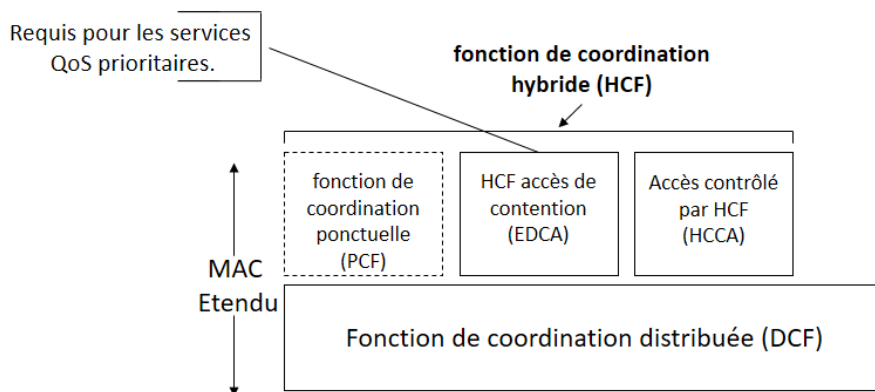 Requis pour les services
QoS prioritaires.
fonction de coordination
hybride (HCF)
fonction de
coordination
ponctuelle
(PCF)
HCF accès de
contention
(EDCA)
Accès contrôlé
par HCF
(HCCA)
MAC
Etendu
Fonction de coordination distribuée (DCF)